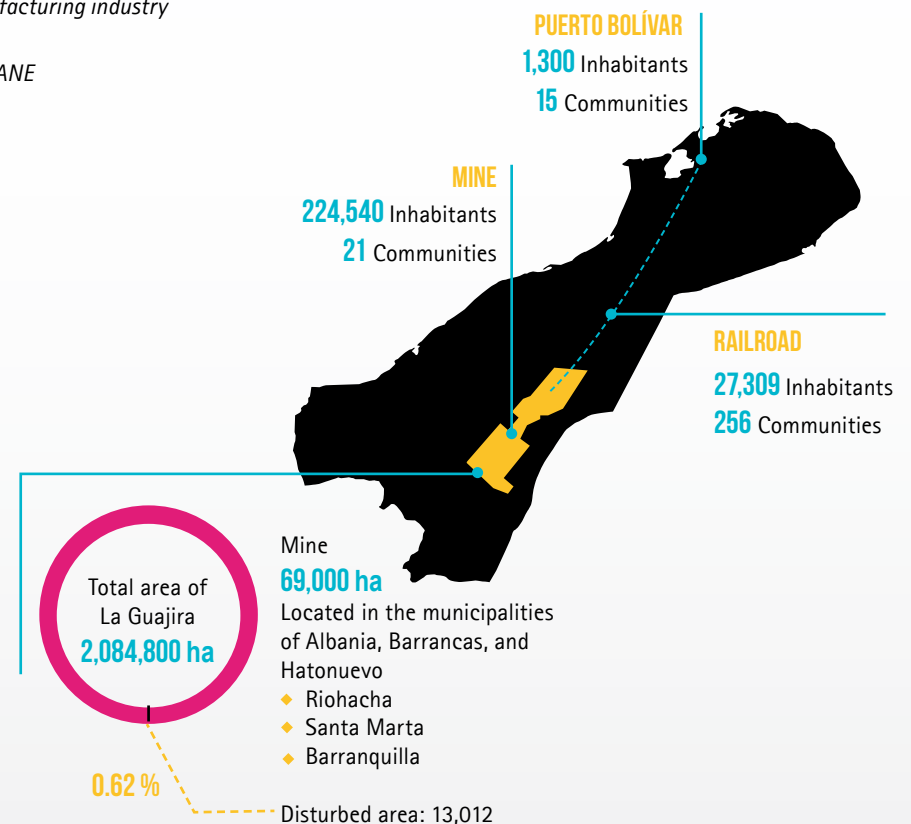 facturing industry
ANE
PUERTO BOLÍVAR
1,300 Inhabitants
15 Communities
MINE
224,540 Inhabitants
21 Communities
RAILROAD
27,309 Inhabitants
256 Communities
Total area of
La Guajira
2,084,800 ha
0.62 %
Mine
69,000 ha
Located in the municipalities
of Albania, Barrancas, and
Hatonuevo
Riohacha
Santa Marta
Barranquilla
Disturbed area: 13,012